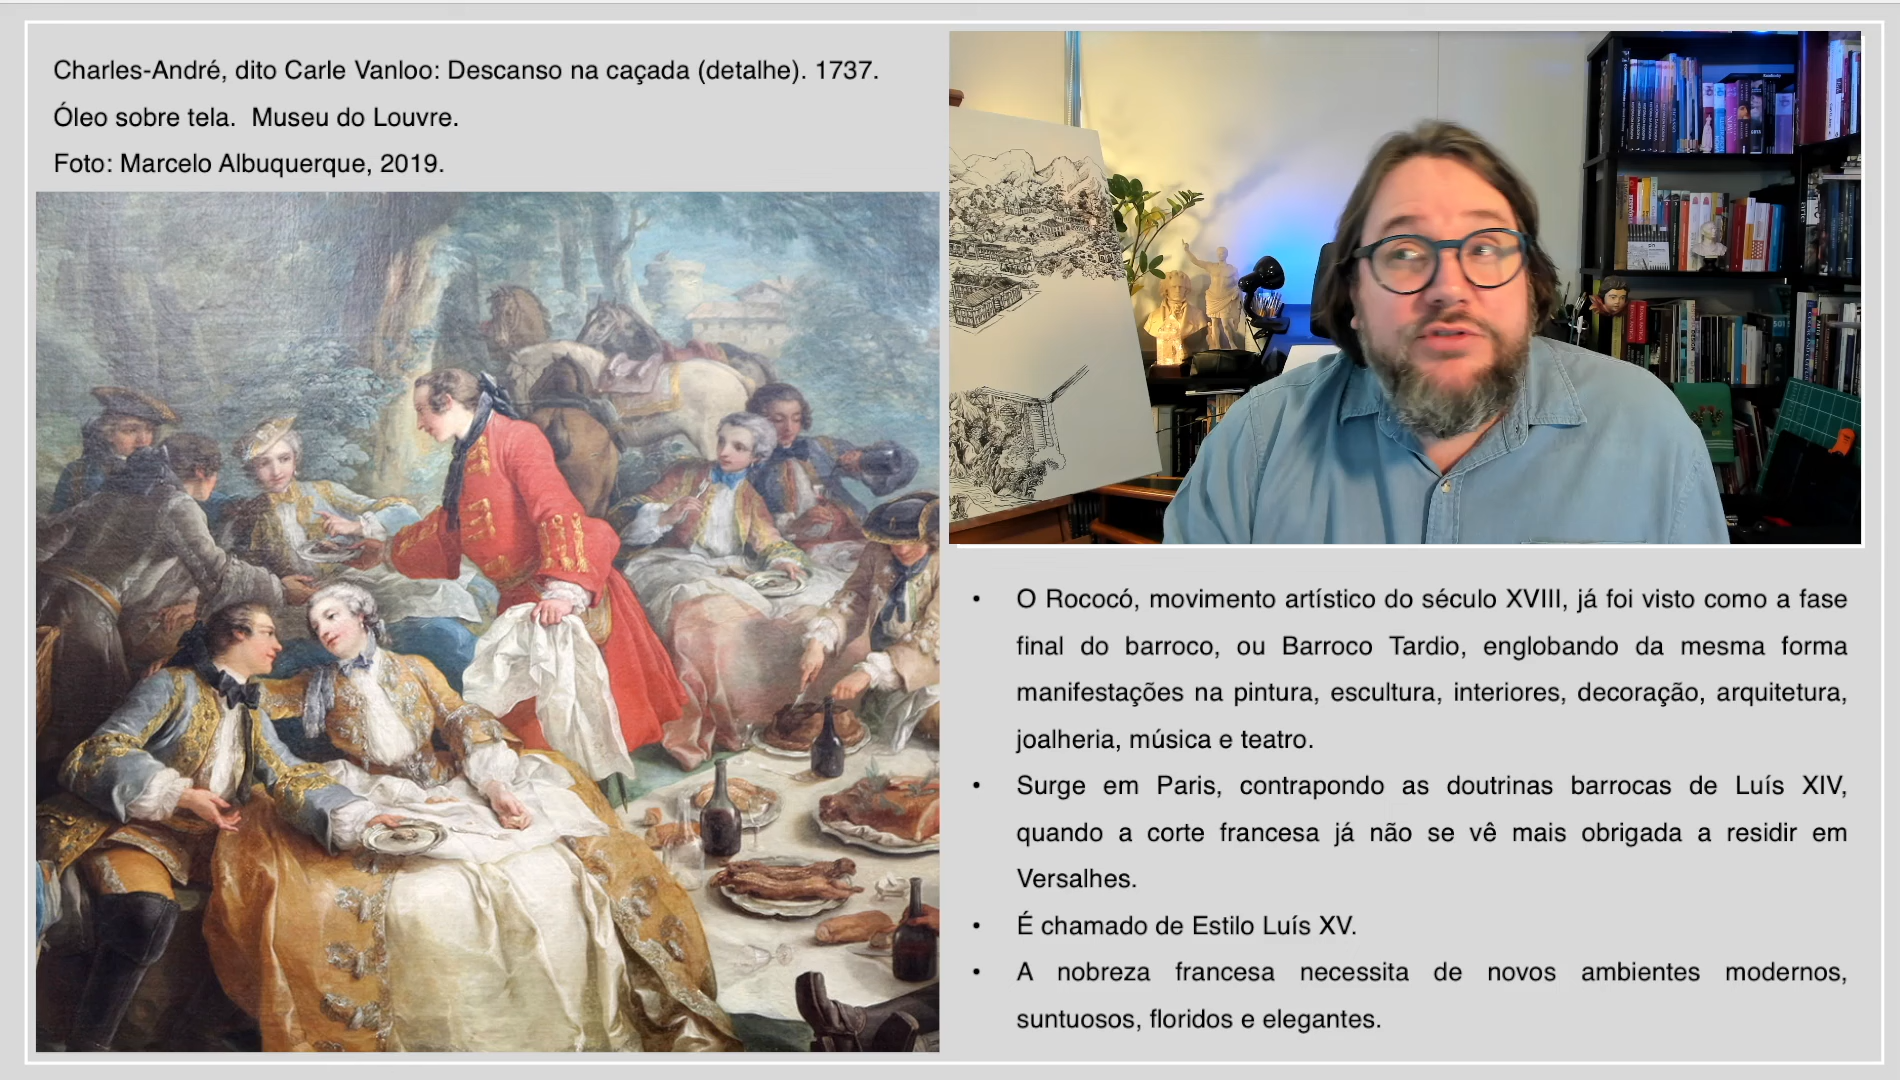 Charles-André, dito Carle Vanloo: Descanso na caçada (detalhe). 1737.
Óleo sobre tela.  Museu do Louvre.
Foto: Marcelo Albuquerque, 2019.
• O Rococó, movimento artístico do século XVIII, já foi visto como a fase
final do barroco, ou Barroco Tardio, englobando da mesma forma
manifestações na pintura, escultura, interiores, decoração, arquitetura,
joalheria, música e teatro.
• Surge em Paris, contrapondo as doutrinas barrocas de Luís XIV,
quando a corte francesa já não se vê mais obrigada a residir em
Versalhes.
• É chamado de Estilo Luís XV.
• A nobreza francesa necessita de novos ambientes modernos,
suntuosos, floridos e elegantes.